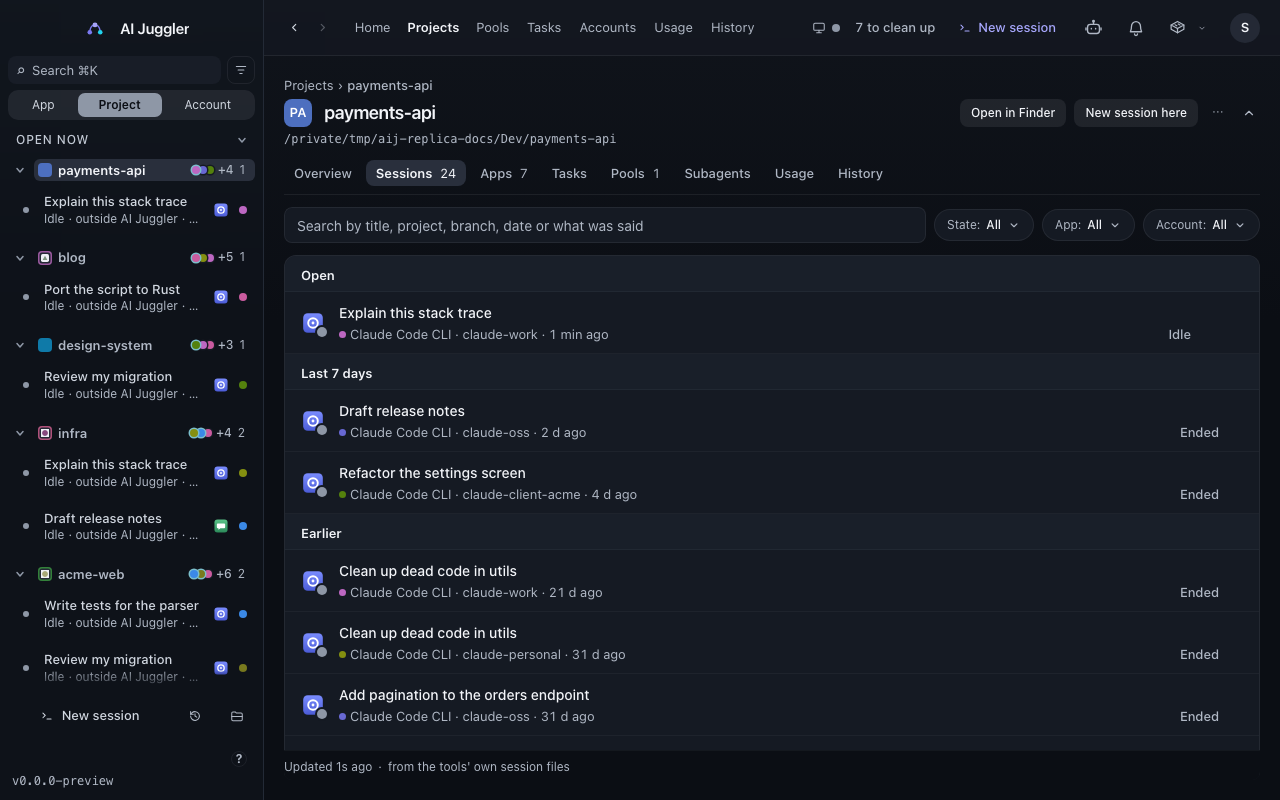 AI Juggler
Search ⌘K
App Project Account
OPEN NOW
payments-api +4 1
Explain this stack trace
Idle · outside AI Juggler · ...
blog +5 1
Port the script to Rust
Idle · outside AI Juggler · ...
design-system +3 1
Review my migration
Idle · outside AI Juggler · ...
infra +4 2
Explain this stack trace
Idle · outside AI Juggler · ...
Draft release notes
Idle · outside AI Juggler · ...
acme-web +6 2
Write tests for the parser
Idle · outside AI Juggler · ...
Review my migration
Idle · outside AI Juggler · ...
New session
?
v0.0.0-preview
Home Projects Pools Tasks Accounts Usage History
7 to clean up
New session
S
Projects › payments-api
PA payments-api
Open in Finder New session here ···
/private/tmp/aij-replica-docs/Dev/payments-api
Overview Sessions 24 Apps 7 Tasks Pools 1 Subagents Usage History
Search by title, project, branch, date or what was said
State: All App: All Account: All
Open
Explain this stack trace
Claude Code CLI · claude-work · 1 min ago
Idle
Last 7 days
Draft release notes
Claude Code CLI · claude-oss · 2 d ago
Ended
Refactor the settings screen
Claude Code CLI · claude-client-acme · 4 d ago
Ended
Earlier
Clean up dead code in utils
Claude Code CLI · claude-work · 21 d ago
Ended
Clean up dead code in utils
Claude Code CLI · claude-personal · 31 d ago
Ended
Add pagination to the orders endpoint
Claude Code CLI · claude-oss · 31 d ago
Ended
Updated 1s ago · from the tools' own session files